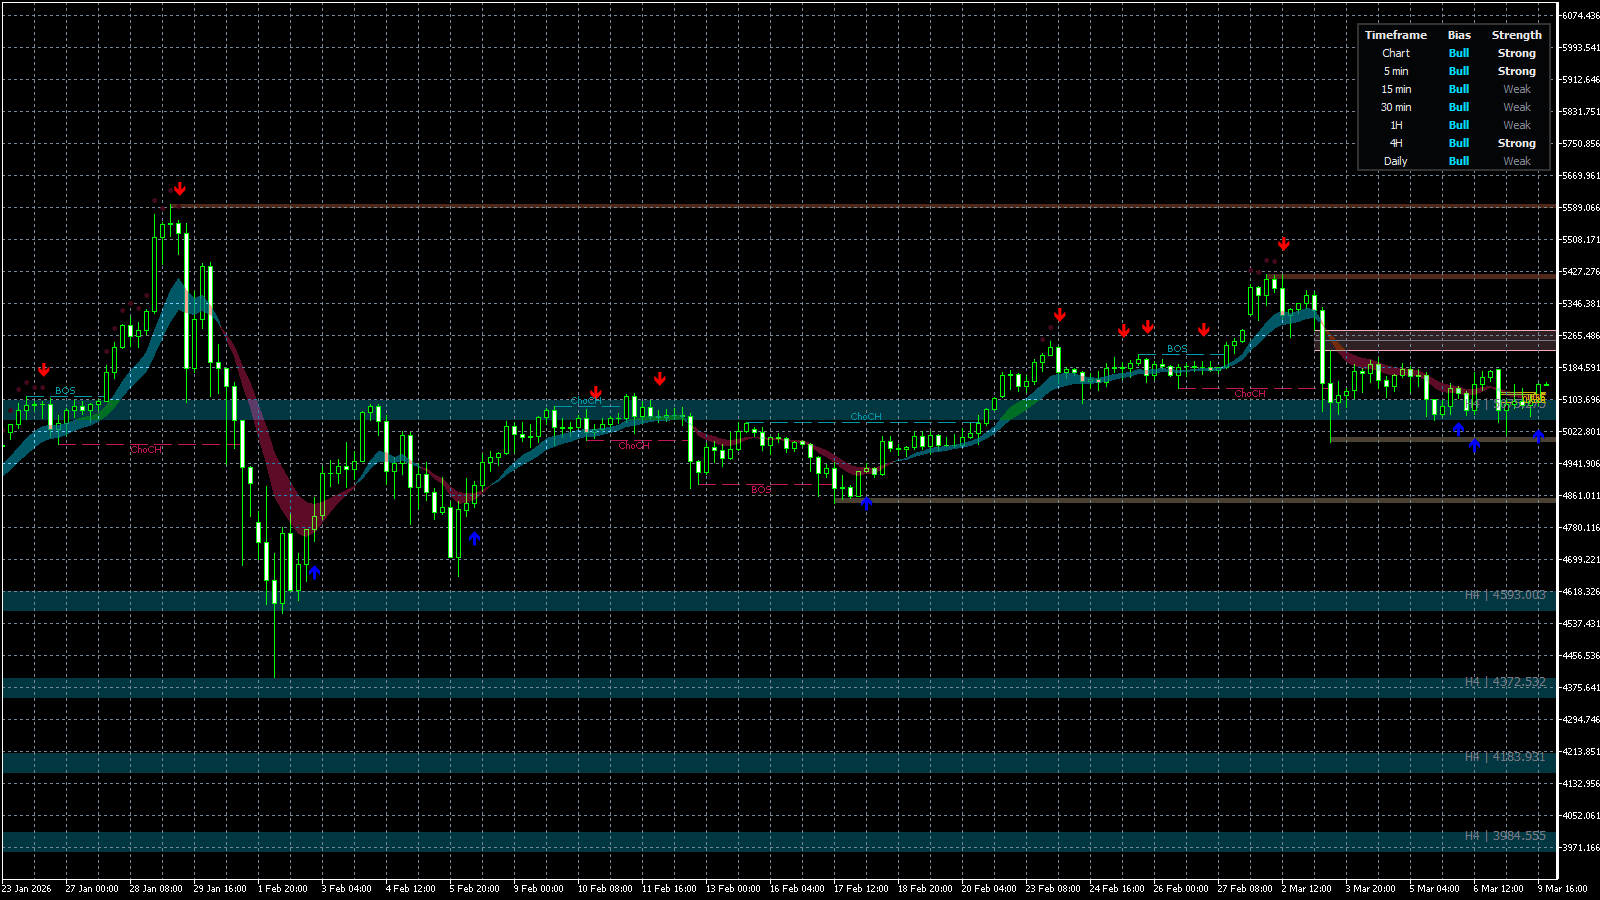 6074.436
5993.541
5912.646
5831.751
5750.856
5669.961
5589.066
5508.171
5427.276
5346.381
5265.486
5184.591
5103.696
5022.801
4941.906
4861.011
4780.116
4699.221
4618.326
4537.431
4456.536
4375.641
4294.746
4213.851
4132.956
4052.061
3971.166
Timeframe Bias Strength
Chart Bull Strong
5 min Bull Strong
15 min Bull Weak
30 min Bull Weak
1H Bull Weak
4H Bull Strong
Daily Bull Weak
BOS
ChoCH
ChoCH
ChoCH
BOS
ChoCH
BOS
ChoCH
H4 |
H4 | 4593.003
H4 | 4372.532
H4 | 4183.931
H4 | 3984.555
23 Jan 2026 27 Jan 00:00 28 Jan 08:00 29 Jan 16:00 1 Feb 20:00 3 Feb 04:00 4 Feb 12:00 5 Feb 20:00 9 Feb 00:00 10 Feb 08:00 11 Feb 16:00 13 Feb 00:00 16 Feb 04:00 17 Feb 12:00 18 Feb 20:00 20 Feb 04:00 23 Feb 08:00 24 Feb 16:00 26 Feb 00:00 27 Feb 08:00 2 Mar 12:00 3 Mar 20:00 5 Mar 04:00 6 Mar 12:00 9 Mar 16:00